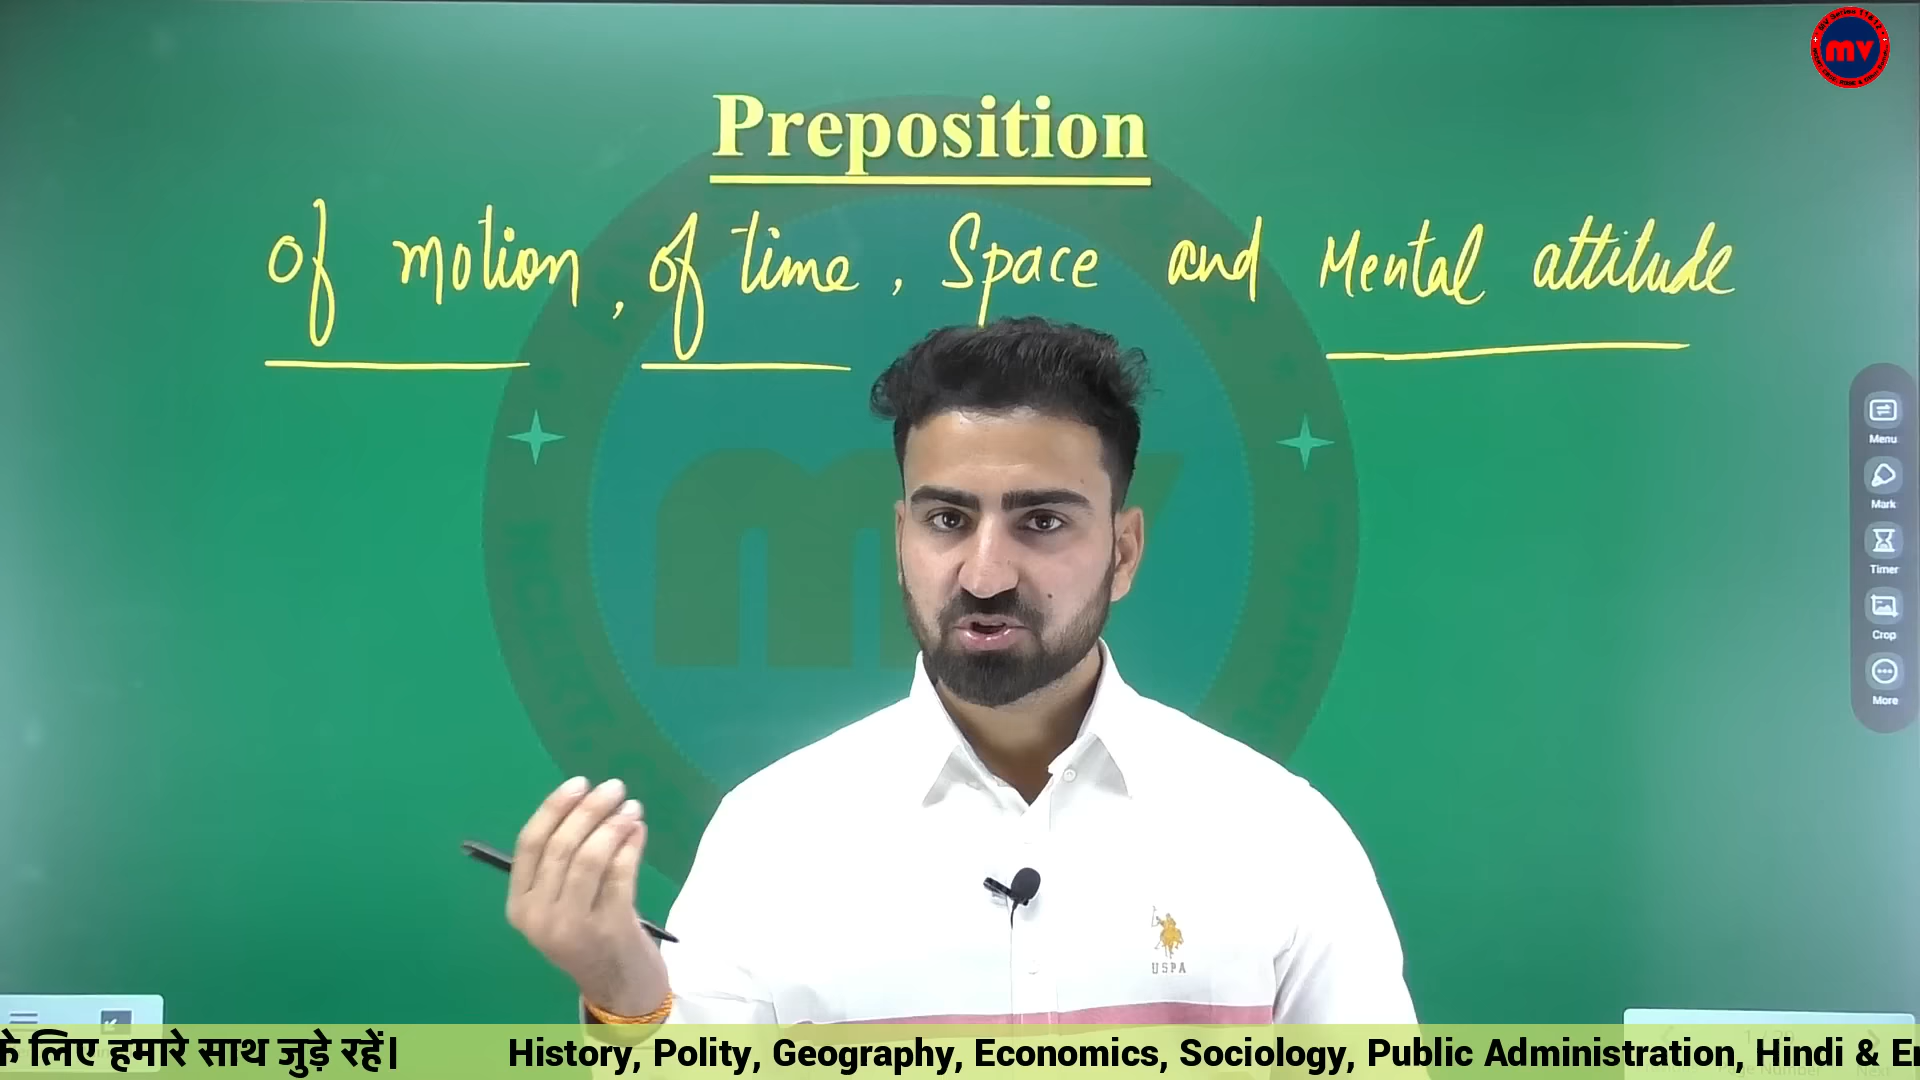 mv
Preposition
of motion, of time, Space and Mental attitude
Menu
Mark
Timer
Crop
More
USPA
के लिए हमारे साथ जुड़े रहें|
History, Polity, Geography, Economics, Sociology, Public Administration, Hindi &